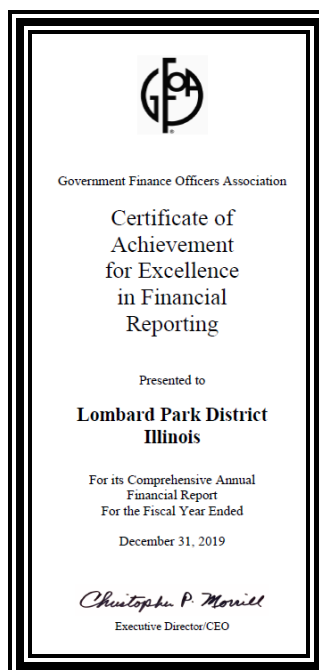 GFOA
Government Finance Officers Association
Certificate of
Achievement
for Excellence
in Financial
Reporting
Presented to
Lombard Park District
Illinois
For its Comprehensive Annual
Financial Report
For the Fiscal Year Ended
December 31, 2019
Christopher P. Morrill
Executive Director/CEO